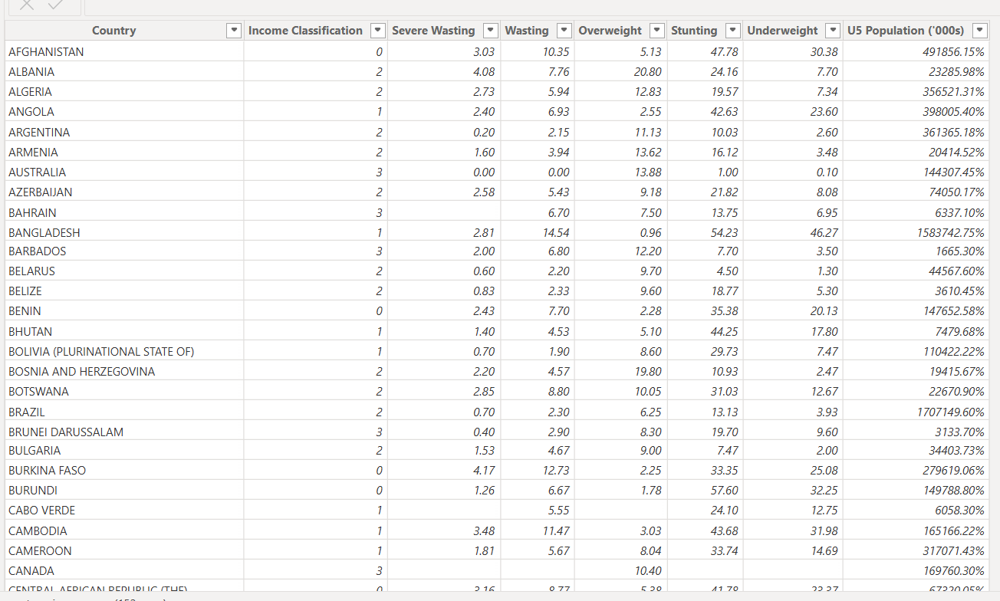 Country Income Classification Severe Wasting Wasting Overweight Stunting Underweight U5 Population ('000s)
AFGHANISTAN 0 3.03 10.35 5.13 47.78 30.38 491856.15%
ALBANIA 2 4.08 7.76 20.80 24.16 7.70 23285.98%
ALGERIA 2 2.73 5.94 12.83 19.57 7.34 356521.31%
ANGOLA 1 2.40 6.93 2.55 42.63 23.60 398005.40%
ARGENTINA 2 0.20 2.15 11.13 10.03 2.60 361365.18%
ARMENIA 2 1.60 3.94 13.62 16.12 3.48 20414.52%
AUSTRALIA 3 0.00 0.00 13.88 1.00 0.10 144307.45%
AZERBAIJAN 2 2.58 5.43 9.18 21.82 8.08 74050.17%
BAHRAIN 3 6.70 7.50 13.75 6.95 6337.10%
BANGLADESH 1 2.81 14.54 0.96 54.23 46.27 1583742.75%
BARBADOS 3 2.00 6.80 12.20 7.70 3.50 1665.30%
BELARUS 2 0.60 2.20 9.70 4.50 1.30 44567.60%
BELIZE 2 0.83 2.33 9.60 18.77 5.30 3610.45%
BENIN 0 2.43 7.70 2.28 35.38 20.13 147652.58%
BHUTAN 1 1.40 4.53 5.10 44.25 17.80 7479.68%
BOLIVIA (PLURINATIONAL STATE OF) 1 0.70 1.90 8.60 29.73 7.47 110422.22%
BOSNIA AND HERZEGOVINA 2 2.20 4.57 19.80 10.93 2.47 19415.67%
BOTSWANA 2 2.85 8.80 10.05 31.03 12.67 22670.90%
BRAZIL 2 0.70 2.30 6.25 13.13 3.93 1707149.60%
BRUNEI DARUSSALAM 3 0.40 2.90 8.30 19.70 9.60 3133.70%
BULGARIA 2 1.53 4.67 9.00 7.47 2.00 34403.73%
BURKINA FASO 0 4.17 12.73 2.25 33.35 25.08 279619.06%
BURUNDI 0 1.26 6.67 1.78 57.60 32.25 149788.80%
CABO VERDE 1 5.55 24.10 12.75 6058.30%
CAMBODIA 1 3.48 11.47 3.03 43.68 31.98 165166.22%
CAMEROON 1 1.81 5.67 8.04 33.74 14.69 317071.43%
CANADA 3 10.40 169760.30%
CENTRAL AFRICAN REPUBLIC (THE) 0 3.16 8.77 5.38 41.78 23.37 67320.05%